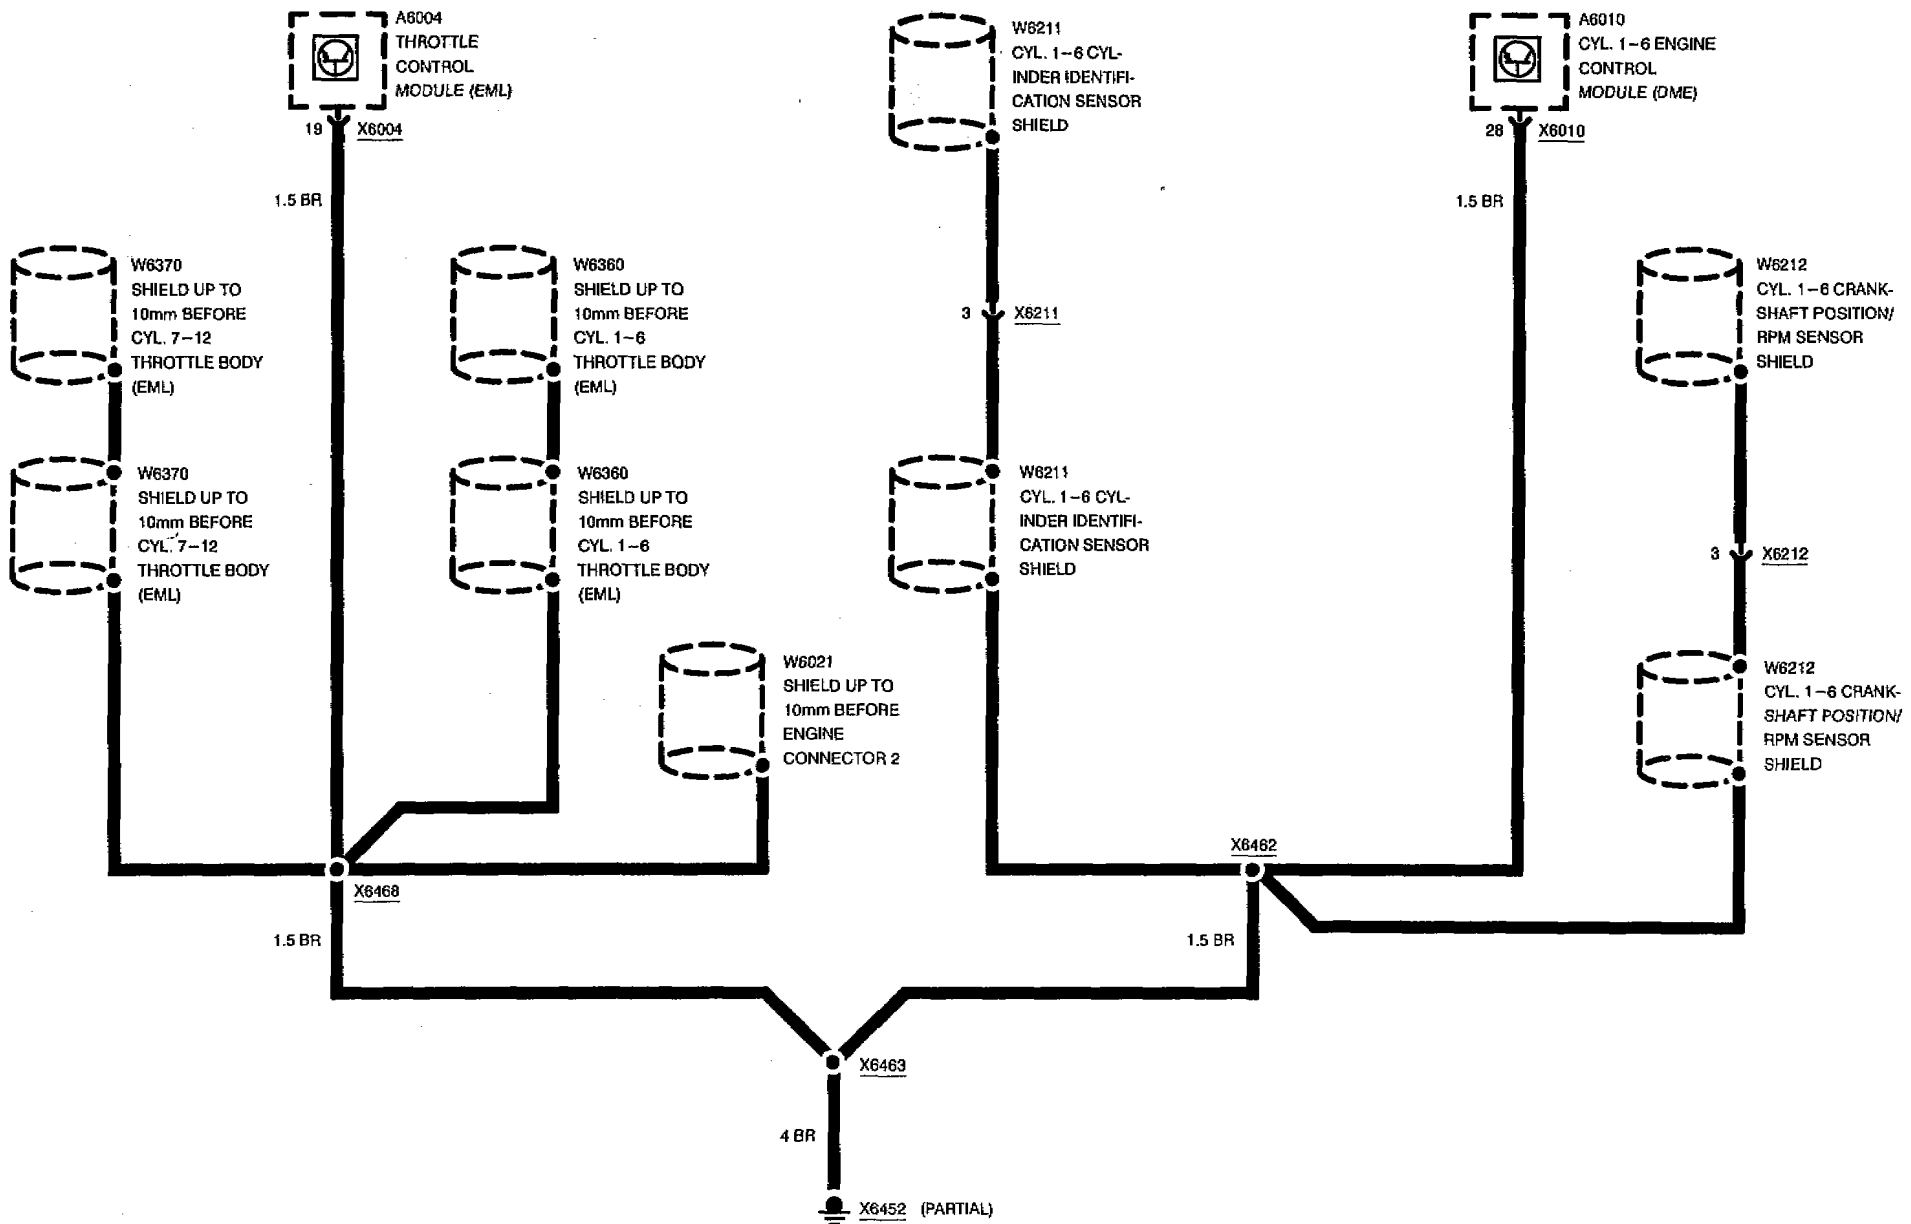 A6004
THROTTLE
CONTROL
MODULE (EML)
19
X6004
1.5 BR
W6211
CYL. 1-6 CYL-
INDER IDENTIFI-
CATION SENSOR
SHIELD
A6010
CYL. 1-6 ENGINE
CONTROL
MODULE (DME)
28
X6010
1.5 BR
W6370
SHIELD UP TO
10mm BEFORE
CYL. 7-12
THROTTLE BODY
(EML)
W6360
SHIELD UP TO
10mm BEFORE
CYL. 1-6
THROTTLE BODY
(EML)
3
X6211
W6212
CYL. 1-6 CRANK-
SHAFT POSITION/
RPM SENSOR
SHIELD
W6370
SHIELD UP TO
10mm BEFORE
CYL. 7-12
THROTTLE BODY
(EML)
W6360
SHIELD UP TO
10mm BEFORE
CYL. 1-6
THROTTLE BODY
(EML)
W6211
CYL. 1-6 CYL-
INDER IDENTIFI-
CATION SENSOR
SHIELD
3
X6212
W6021
SHIELD UP TO
10mm BEFORE
ENGINE
CONNECTOR 2
W6212
CYL. 1-6 CRANK-
SHAFT POSITION/
RPM SENSOR
SHIELD
X6468
X6462
1.5 BR
1.5 BR
X6463
4 BR
X6452 (PARTIAL)